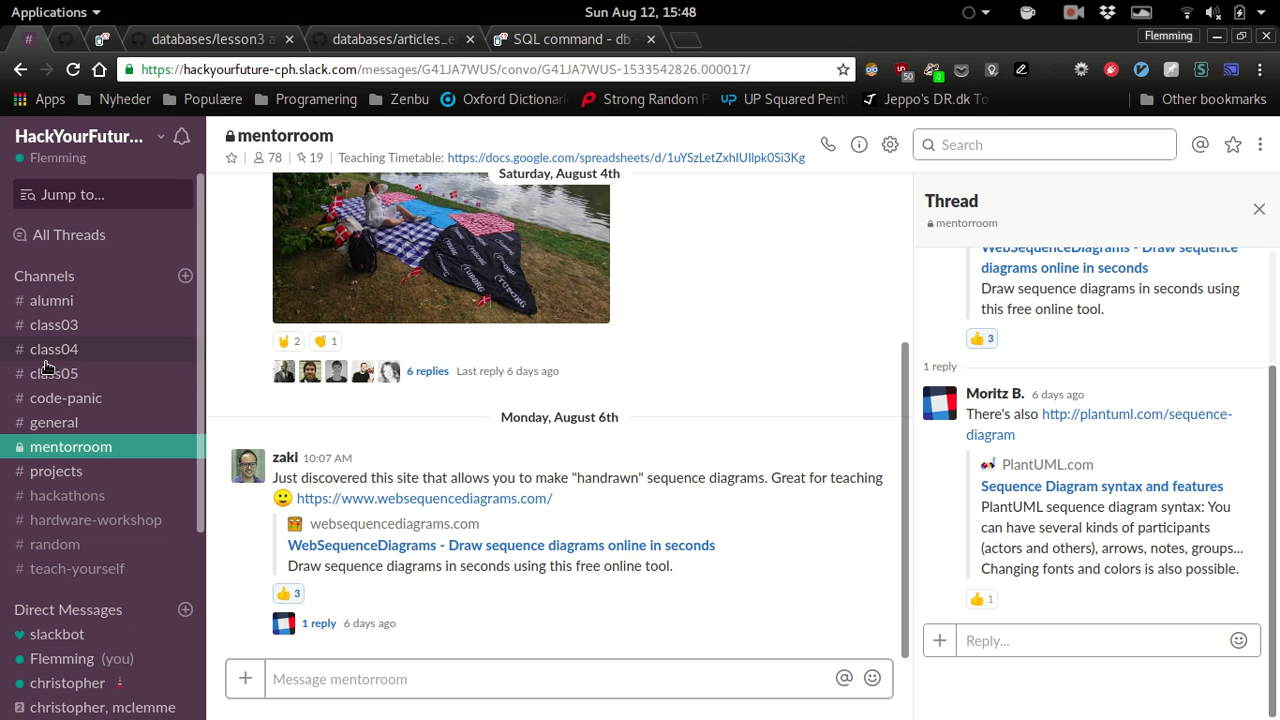 Applications
Sun Aug 12, 15:48
databases/lesson3 a
databases/articles_e
SQL command - db
Flemming
https://hackyourfuture-cph.slack.com/messages/G41JA7WUS/convo/G41JA7WUS-1533542826.000017/
50
0
Apps
Nyheder
Populære
Programering
Zenbu
Oxford Dictionari
Strong Random P
UP Squared Penti
Jeppo's DR.dk To
Other bookmarks
HackYourFutur...
Flemming
Jump to...
All Threads
Channels
# alumni
# class03
# class04
# class05
# code-panic
# general
mentorroom
# projects
# hackathons
# hardware-workshop
# random
# teach-yourself
Direct Messages
slackbot
Flemming (you)
christopher
2 christopher, mclemme
mentorroom
78
19
Teaching Timetable: https://docs.google.com/spreadsheets/d/1uYSzLetZxhIUIlpk0Si3Kg
Search
Saturday, August 4th
TUBORG
2
1
6 replies Last reply 6 days ago
Monday, August 6th
zaki 10:07 AM
Just discovered this site that allows you to make "handrawn" sequence diagrams. Great for teaching
https://www.websequencediagrams.com/
websequencediagrams.com
WebSequenceDiagrams - Draw sequence diagrams online in seconds
Draw sequence diagrams in seconds using this free online tool.
3
1 reply 6 days ago
Message mentorroom
Thread
mentorroom
WebSequenceDiagrams - Draw sequence
diagrams online in seconds
Draw sequence diagrams in seconds using
this free online tool.
3
1 reply
Moritz B. 6 days ago
There's also http://plantuml.com/sequence-
diagram
PlantUML.com
Sequence Diagram syntax and features
PlantUML sequence diagram syntax: You
can have several kinds of participants
(actors and others), arrows, notes, groups...
Changing fonts and colors is also possible.
1
Reply...